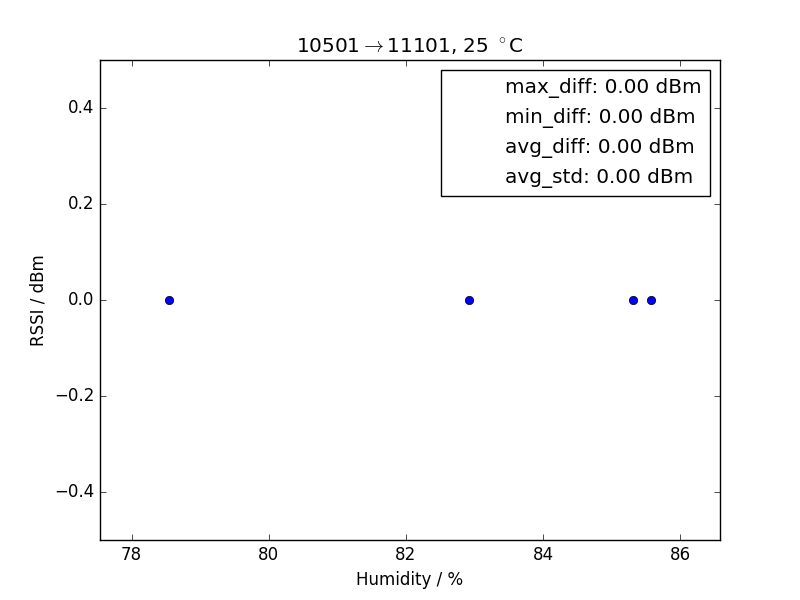 10501→11101, 25 °C
max_diff: 0.00 dBm
min_diff: 0.00 dBm
avg_diff: 0.00 dBm
avg_std: 0.00 dBm
RSSI / dBm
0.4
0.2
0.0
−0.2
−0.4
78 80 82 84 86
Humidity / %